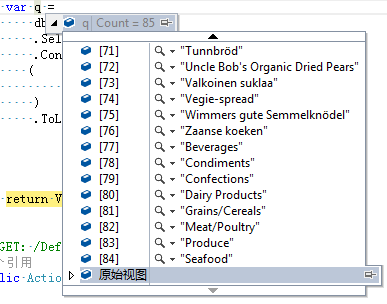 var q =
q Count = 85
db
.Sel
.Con
(
)
.ToL
[71] "Tunnbröd"
[72] "Uncle Bob's Organic Dried Pears"
[73] "Valkoinen suklaa"
[74] "Vegie-spread"
[75] "Wimmers gute Semmelknödel"
[76] "Zaanse koeken"
[77] "Beverages"
[78] "Condiments"
[79] "Confections"
[80] "Dairy Products"
[81] "Grains/Cereals"
[82] "Meat/Poultry"
[83] "Produce"
[84] "Seafood"
原始视图
return V
GET: /Def
个引用
lic Action